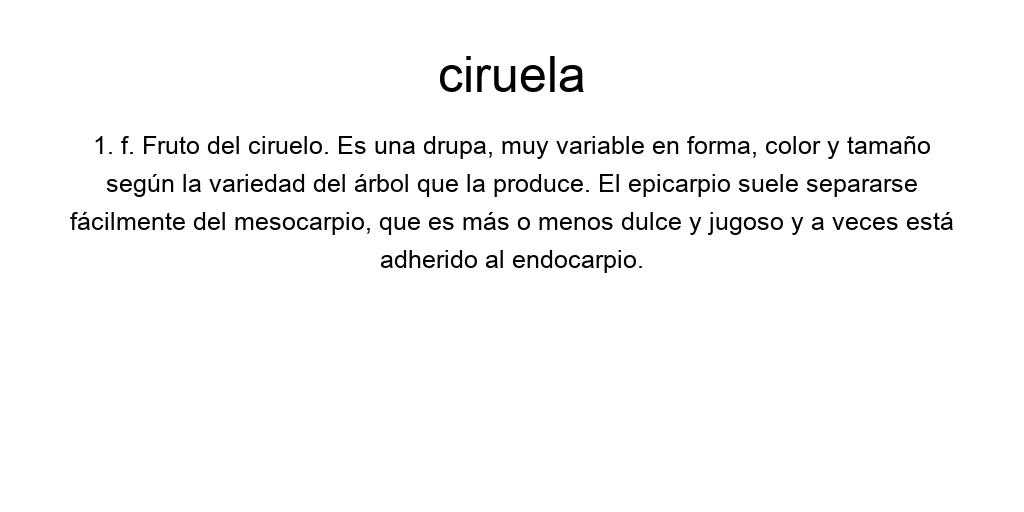 ciruela
1. f. Fruto del ciruelo. Es una drupa, muy variable en forma, color y tamaño
según la variedad del árbol que la produce. El epicarpio suele separarse
fácilmente del mesocarpio, que es más o menos dulce y jugoso y a veces está
adherido al endocarpio.